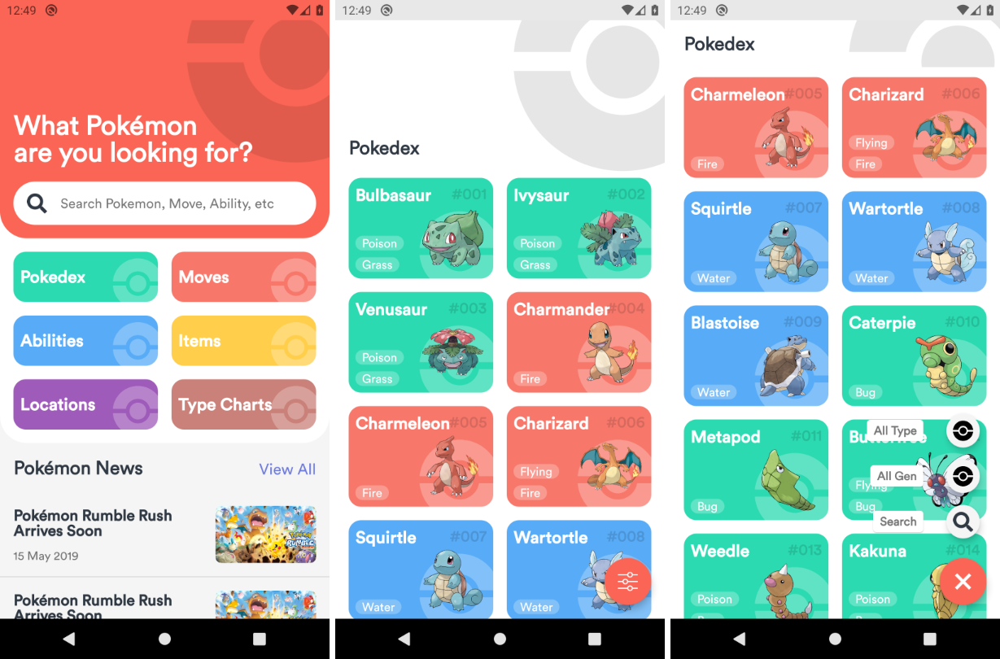 12:49
What Pokémon
are you looking for?
Search Pokemon, Move, Ability, etc
Pokedex
Moves
Abilities
Items
Locations
Type Charts
Pokémon News
View All
Pokémon Rumble Rush
Arrives Soon
15 May 2019
Pokémon Rumble Rush
Arrives Soon
12:49
Pokedex
Bulbasaur #001
Poison
Grass
Ivysaur #002
Poison
Grass
Venusaur #003
Poison
Grass
Charmander #004
Fire
Charmeleon #005
Fire
Charizard #006
Flying
Fire
Squirtle #007
Water
Wartortle #008
Water
12:49
Pokedex
Charmeleon #005
Fire
Charizard #006
Flying
Fire
Squirtle #007
Water
Wartortle #008
Water
Blastoise #009
Water
Caterpie #010
Bug
Metapod #011
Bug
All Type
All Gen
Flying
Bug
Search
Weedle #013
Poison
Kakuna #014
Poison